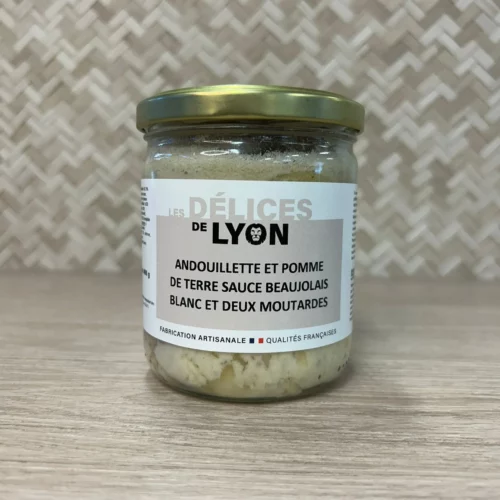 LES DÉLICES
DE LYON
ANDOUILLETTE ET POMME
DE TERRE SAUCE BEAUJOLAIS
BLANC ET DEUX MOUTARDES
FABRICATION ARTISANALE QUALITÉS FRANÇAISES